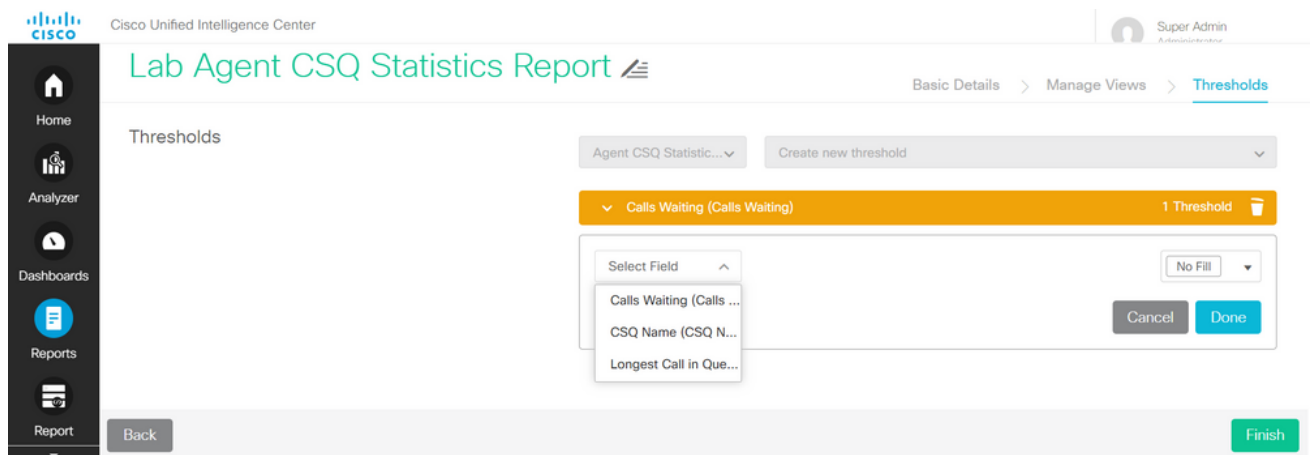 CISCO
Cisco Unified Intelligence Center
Super Admin
Administrator
Lab Agent CSQ Statistics Report
Basic Details > Manage Views > Thresholds
Home
Analyzer
Dashboards
Reports
Report
Thresholds
Agent CSQ Statistic...
Create new threshold
Calls Waiting (Calls Waiting)
1 Threshold
Select Field
No Fill
Calls Waiting (Calls ...
CSQ Name (CSQ N...
Longest Call in Que...
Cancel
Done
Back
Finish